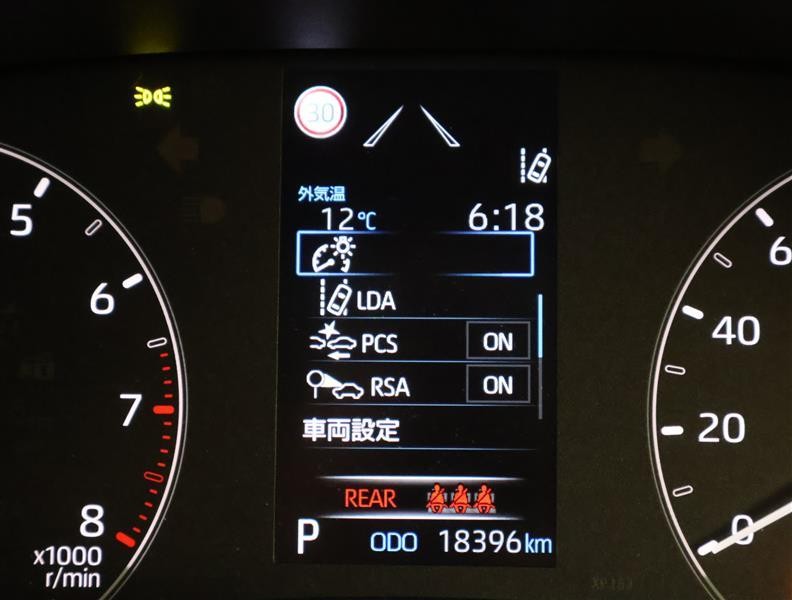 30
外気温
12℃ 6:18
LDA
PCS ON
RSA ON
車両設定
REAR
P ODO 18396km
5
6
7
8
x1000
r/min
6
40
20
0